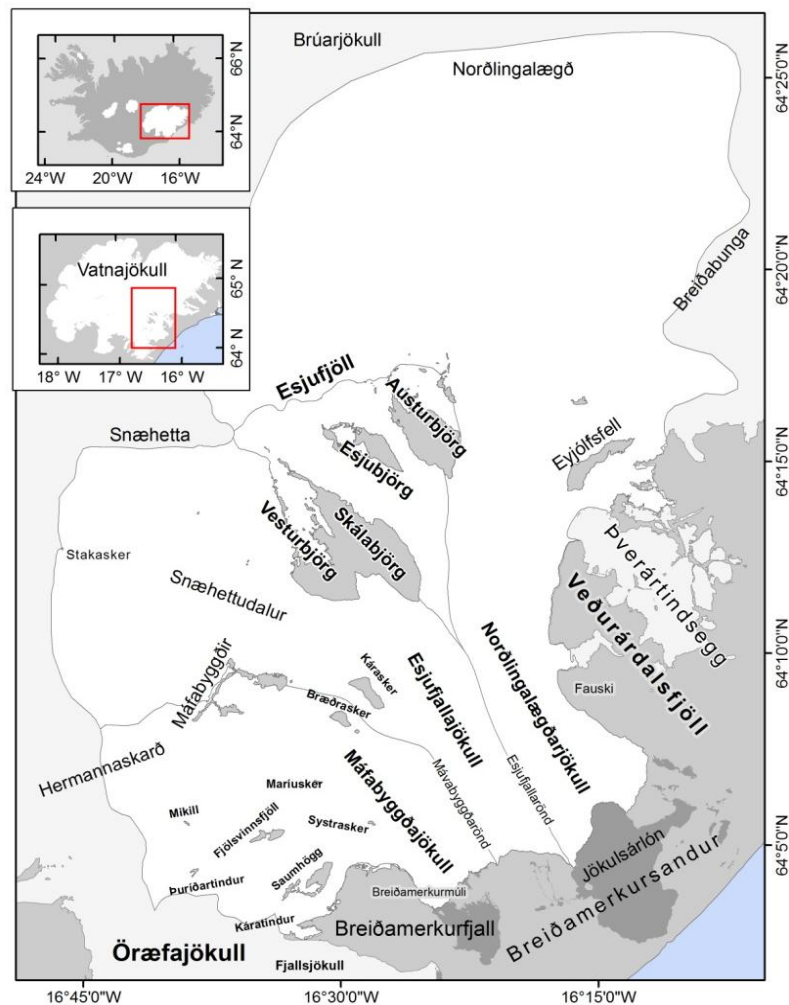 Brúarjökull
Norðlingalægð
66°N
64°N
24°W
20°W
16°W
64°25'0"N
Vatnajökull
65° N
64° N
18° W
17° W
16° W
64°20'0"N
Breiðabunga
Esjufjöll
Austurbjörg
Snæhetta
Esjubjörg
Eyjólfsfell
64°15'0"N
Vesturbjörg
Skálabjörg
Þverártindsegg
Stakasker
Snæhettudalur
Veðurárdalsfjöll
64°10'0"N
Máfabyggðir
Kárasker
Bræðrasker
Esjufjallajökull
Norðlingalægðarjökull
Fauski
Hermannaskarð
Máfabyggðajökull
Mávabyggðarönd
Esjufjallarönd
Maríusker
Mikill
Fjölsvinnsfjöll
Systrasker
64°5'0"N
Jökulsárlón
Þuríðartindur
Saumhögg
Breiðamerkurmúli
Breiðamerkursandur
Káratindur
Breiðamerkurfjall
Öræfajökull
Fjallsjökull
16°45'0"W
16°30'0"W
16°15'0"W